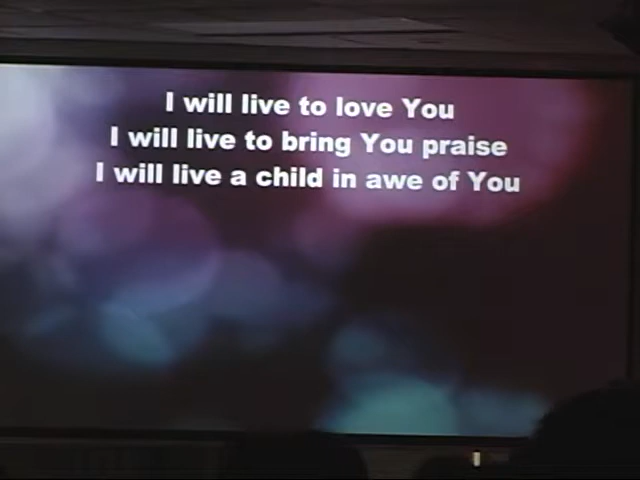 I will live to love You
I will live to bring You praise
I will live a child in awe of You